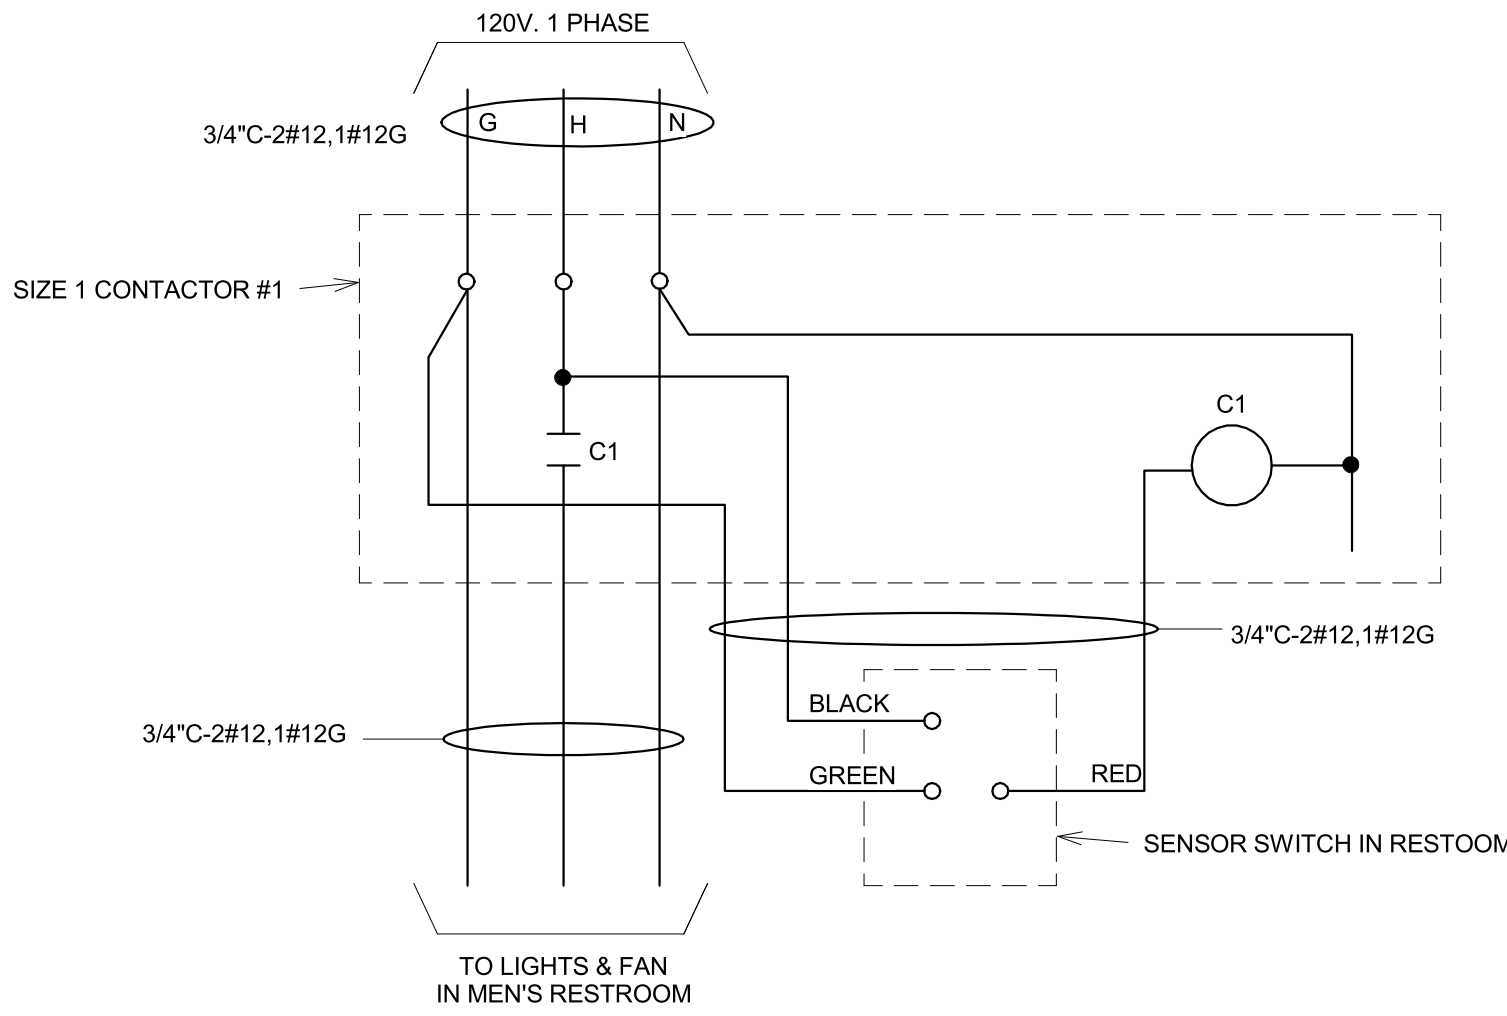 120V. 1 PHASE
3/4"C-2#12,1#12G
G
H
N
SIZE 1 CONTACTOR #1
C1
C1
3/4"C-2#12,1#12G
BLACK
3/4"C-2#12,1#12G
GREEN
RED
SENSOR SWITCH IN RESTOOM
TO LIGHTS & FAN
IN MEN'S RESTROOM